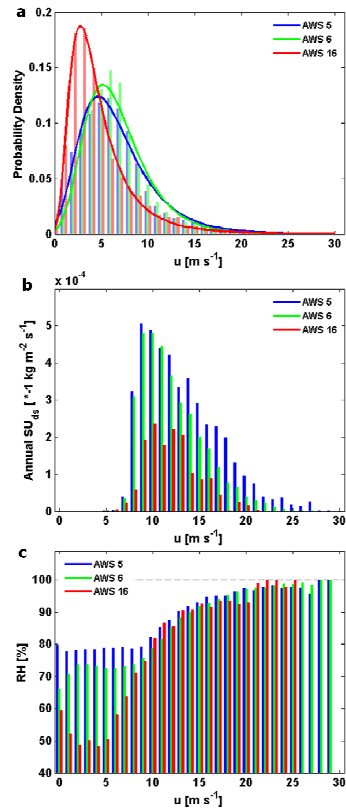 a
0.2
0.15
0.1
0.05
0
Probability Density
AWS 5
AWS 6
AWS 16
0 5 10 15 20 25 30
u [m s-1]
b
x 10-4
5
4
3
2
1
0
Annual SUds [ *-1 kg m-2 s-1]
AWS 5
AWS 6
AWS 16
0 5 10 15 20 25 30
u [m s-1]
c
100
90
80
70
60
50
40
RH [%]
AWS 5
AWS 6
AWS 16
0 5 10 15 20 25 30
u [m s-1]